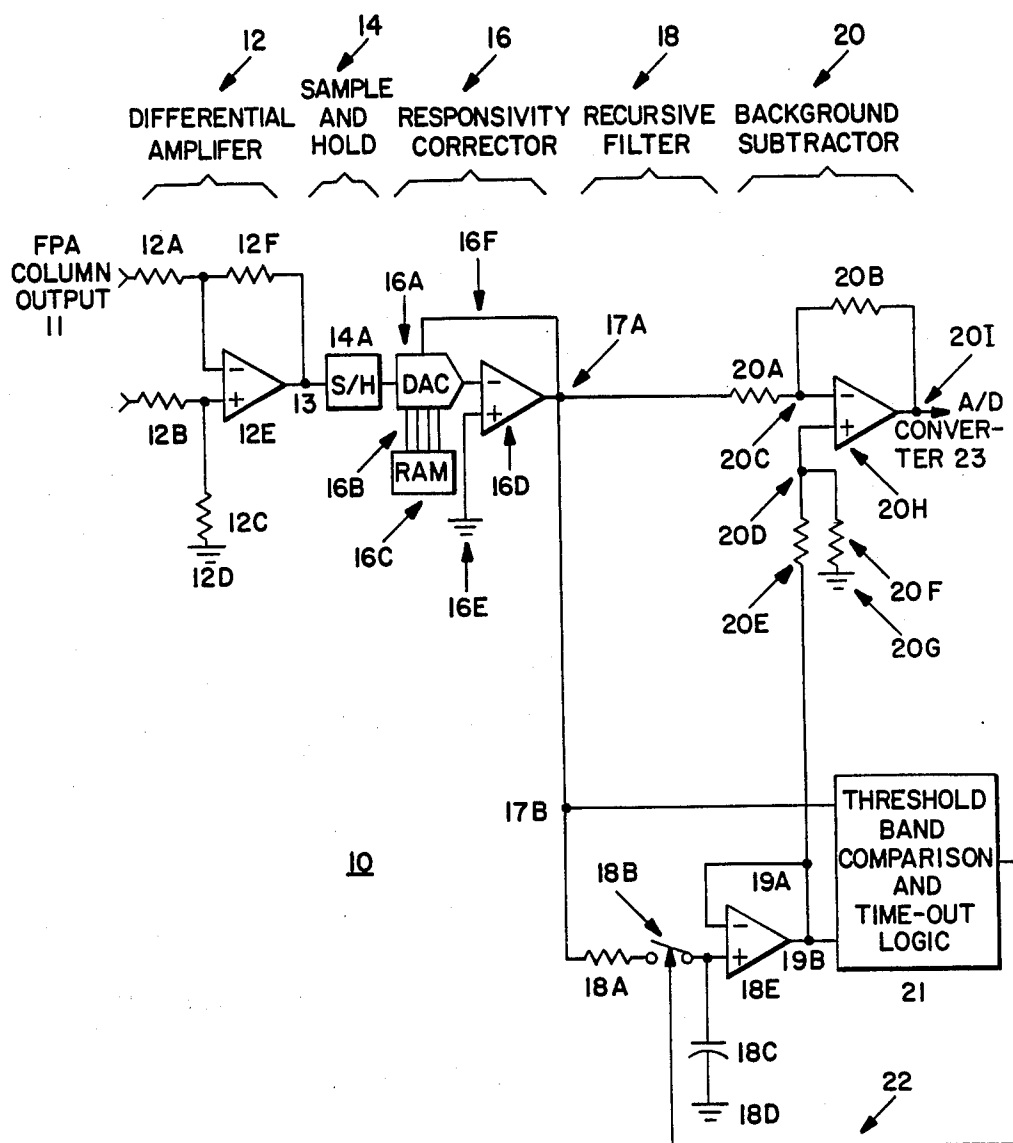 12
14
16
18
20
DIFFERENTIAL
AMPLIFER
SAMPLE
AND
HOLD
RESPONSIVITY
CORRECTOR
RECURSIVE
FILTER
BACKGROUND
SUBTRACTOR
FPA
COLUMN
OUTPUT
11
12A
12F
16F
16A
17A
20B
20I
14A
20A
-
+
S/H
DAC
-
+
-
+
A/D
CONVER-
TER 23
13
12B
12E
16B
RAM
16D
20C
20H
12C
16C
20D
12D
16E
20E
20F
20G
17B
THRESHOLD
BAND
COMPARISON
AND
TIME-OUT
LOGIC
10
18B
19A
-
+
18A
18E
19B
21
18C
18D
22